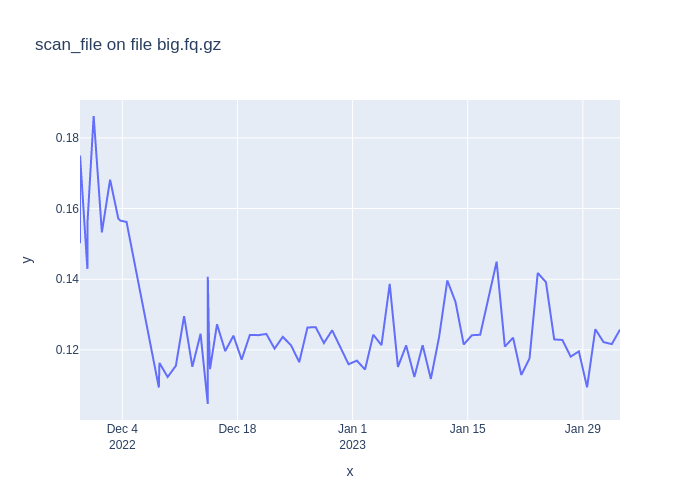 scan_file on file big.fq.gz
0.18
0.16
0.14
0.12
y
Dec 4
2022
Dec 18
Jan 1
2023
Jan 15
Jan 29
x